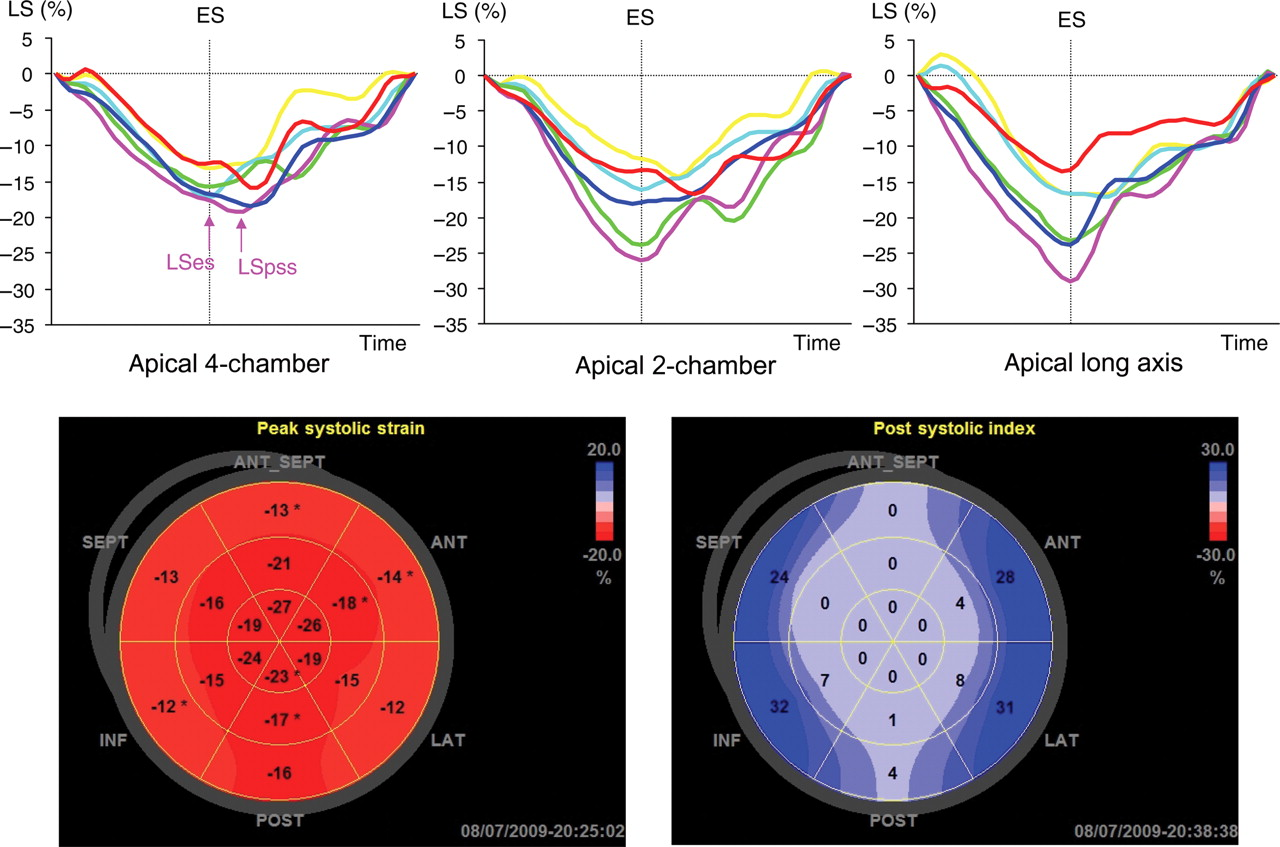 LS (%)
ES
5
0
−5
−10
−15
−20
−25
−30
−35
LSes
LSpss
Time
Apical 4-chamber
LS (%)
ES
5
0
−5
−10
−15
−20
−25
−30
−35
Time
Apical 2-chamber
LS (%)
ES
5
0
−5
−10
−15
−20
−25
−30
−35
Time
Apical long axis
Peak systolic strain
20.0
ANT_SEPT
-13 *
SEPT
ANT
-20.0
%
-13
-21
-14 *
-16
-27
-18 *
-19
-26
-24
-19
-15
-23 *
-15
-12 *
-17 *
-12
INF
LAT
-16
POST
08/07/2009-20:25:02
Post systolic index
30.0
ANT_SEPT
0
SEPT
ANT
-30.0
%
24
0
28
0
0
4
0
0
0
0
7
0
8
32
1
31
INF
LAT
4
POST
08/07/2009-20:38:38